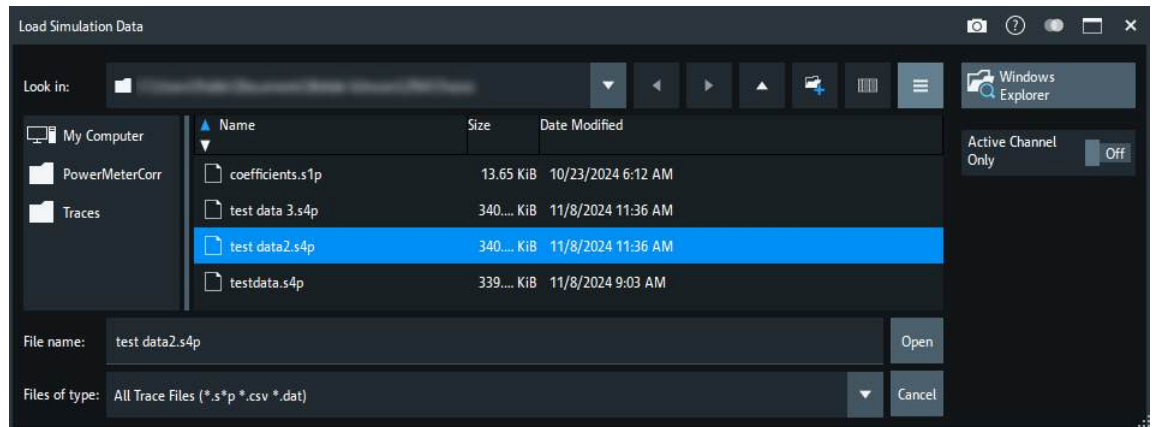 Load Simulation Data
Look in:
Windows
Explorer
My Computer
PowerMeterCorr
Traces
Name Size Date Modified
coefficients.s1p 13.65 KiB 10/23/2024 6:12 AM
test data 3.s4p 340.... KiB 11/8/2024 11:36 AM
test data2.s4p 340.... KiB 11/8/2024 11:36 AM
testdata.s4p 339.... KiB 11/8/2024 9:03 AM
Active Channel
Only
Off
File name: test data2.s4p Open
Files of type: All Trace Files (*.s*p *.csv *.dat) Cancel